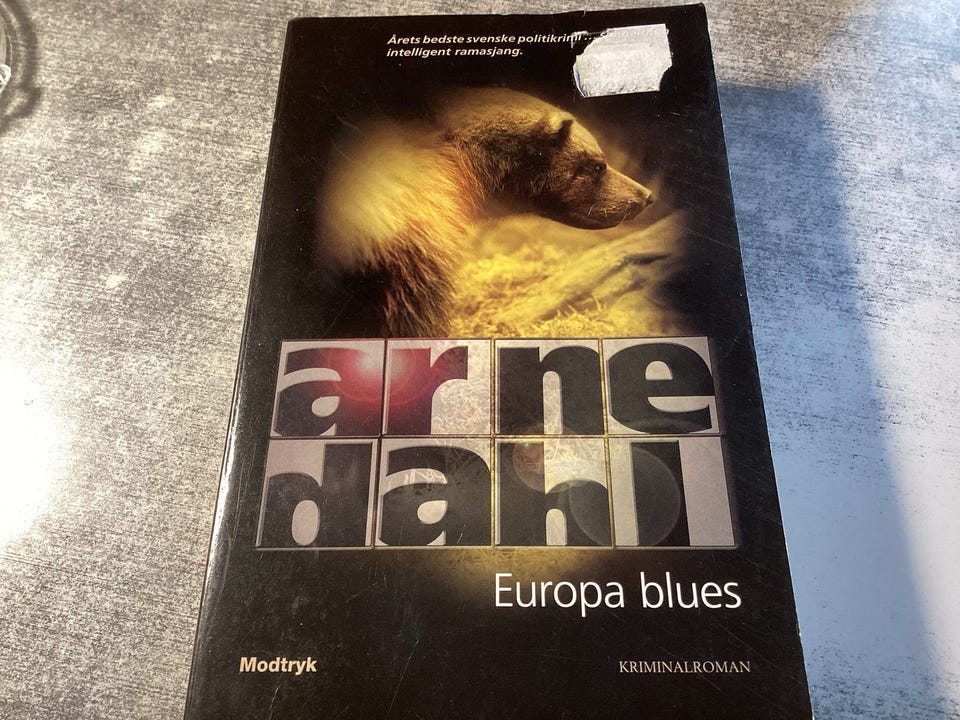 Årets bedste svenske politikrimi ...
intelligent ramasjang.
arne
dahl
Europa blues
Modtryk
KRIMINALROMAN